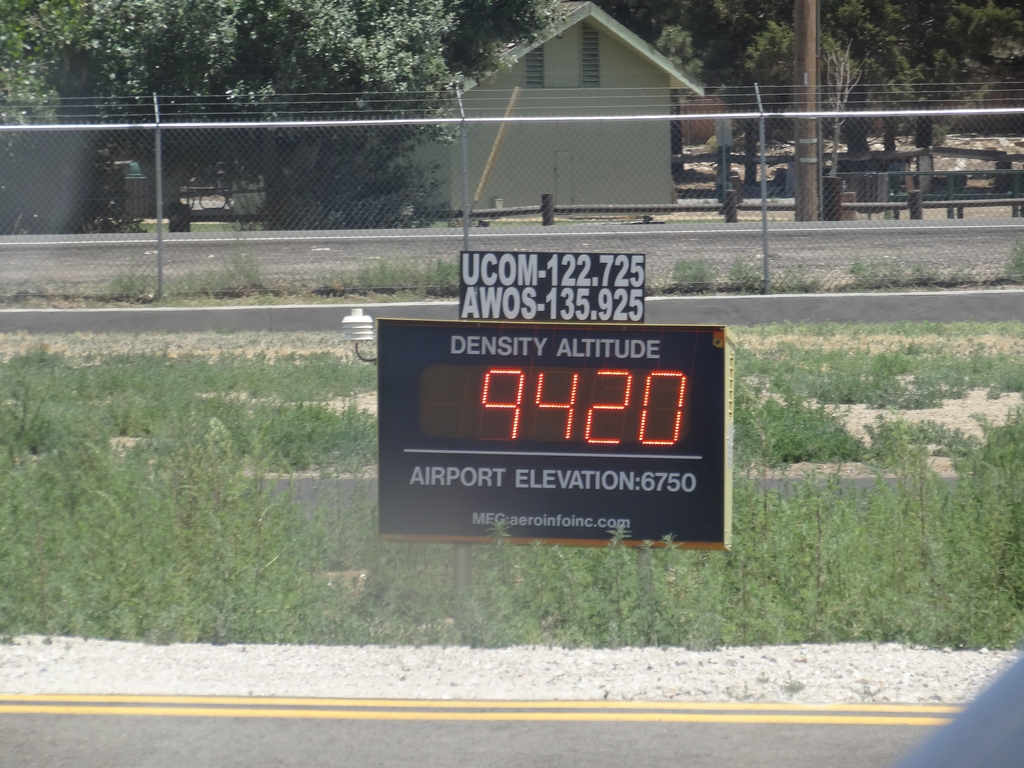 UCOM-122.725
AWOS-135.925
DENSITY ALTITUDE
9420
AIRPORT ELEVATION:6750
MFG:aeroinfoinc.com